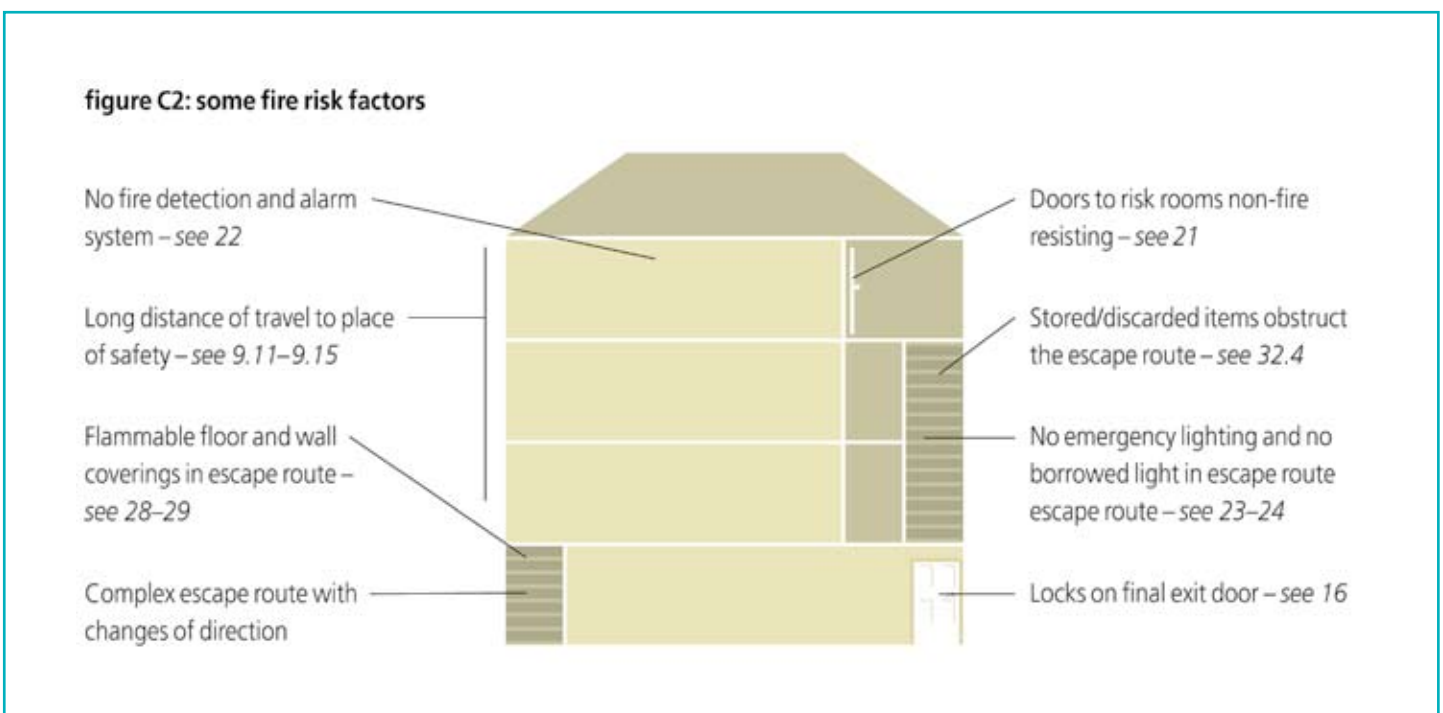 figure C2: some fire risk factors
No fire detection and alarm
system – see 22
Long distance of travel to place
of safety – see 9.11–9.15
Flammable floor and wall
coverings in escape route –
see 28–29
Complex escape route with
changes of direction
Doors to risk rooms non-fire
resisting – see 21
Stored/discarded items obstruct
the escape route – see 32.4
No emergency lighting and no
borrowed light in escape route
escape route – see 23–24
Locks on final exit door – see 16